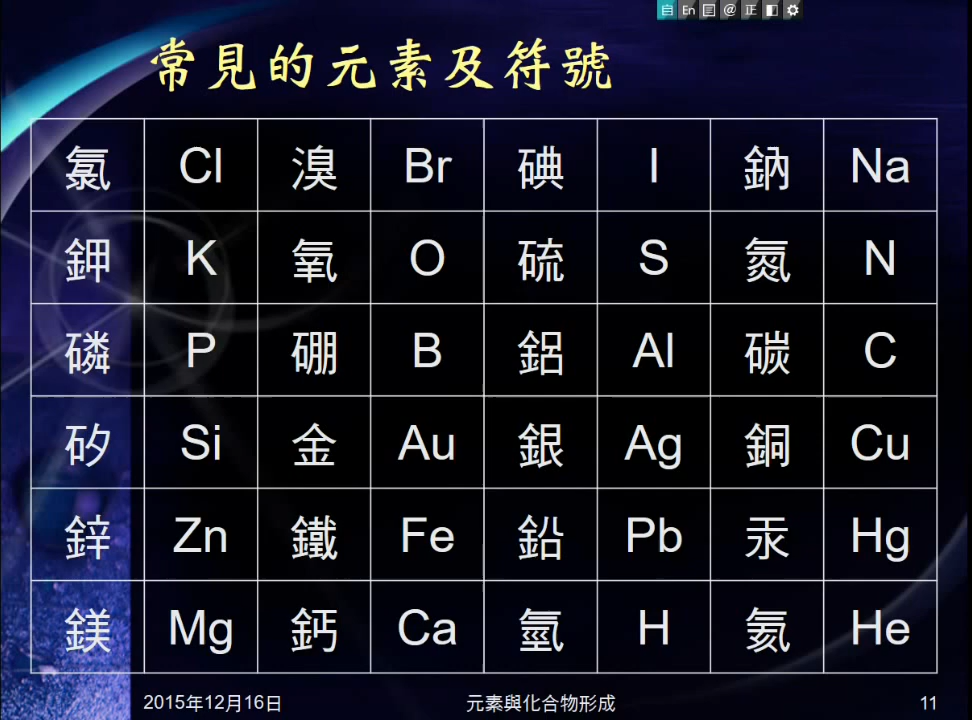 自 En @ 正
常見的元素及符號
氯 Cl 溴 Br 碘 I 鈉 Na
鉀 K 氧 O 硫 S 氮 N
磷 P 硼 B 鋁 Al 碳 C
矽 Si 金 Au 銀 Ag 銅 Cu
鋅 Zn 鐵 Fe 鉛 Pb 汞 Hg
鎂 Mg 鈣 Ca 氫 H 氦 He
2015年12月16日 元素與化合物形成 11